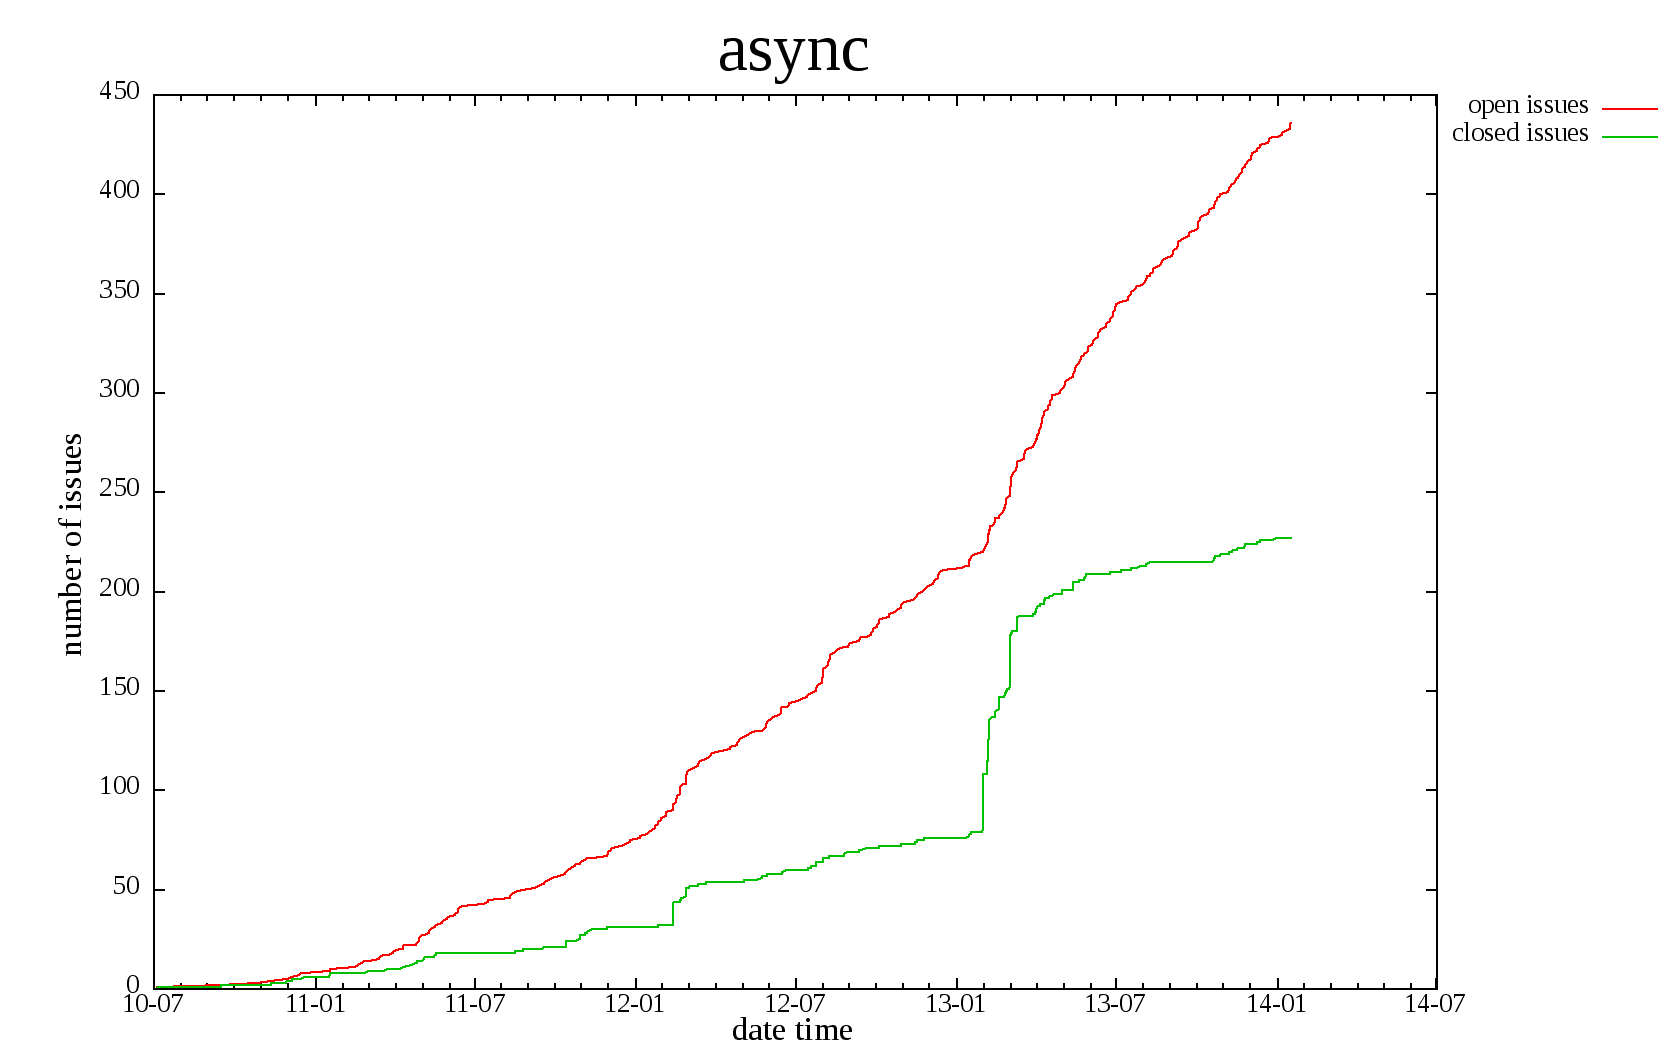 async
open issues
closed issues
number of issues
450
400
350
300
250
200
150
100
50
0
10-07 11-01 11-07 12-01 12-07 13-01 13-07 14-01 14-07
date time